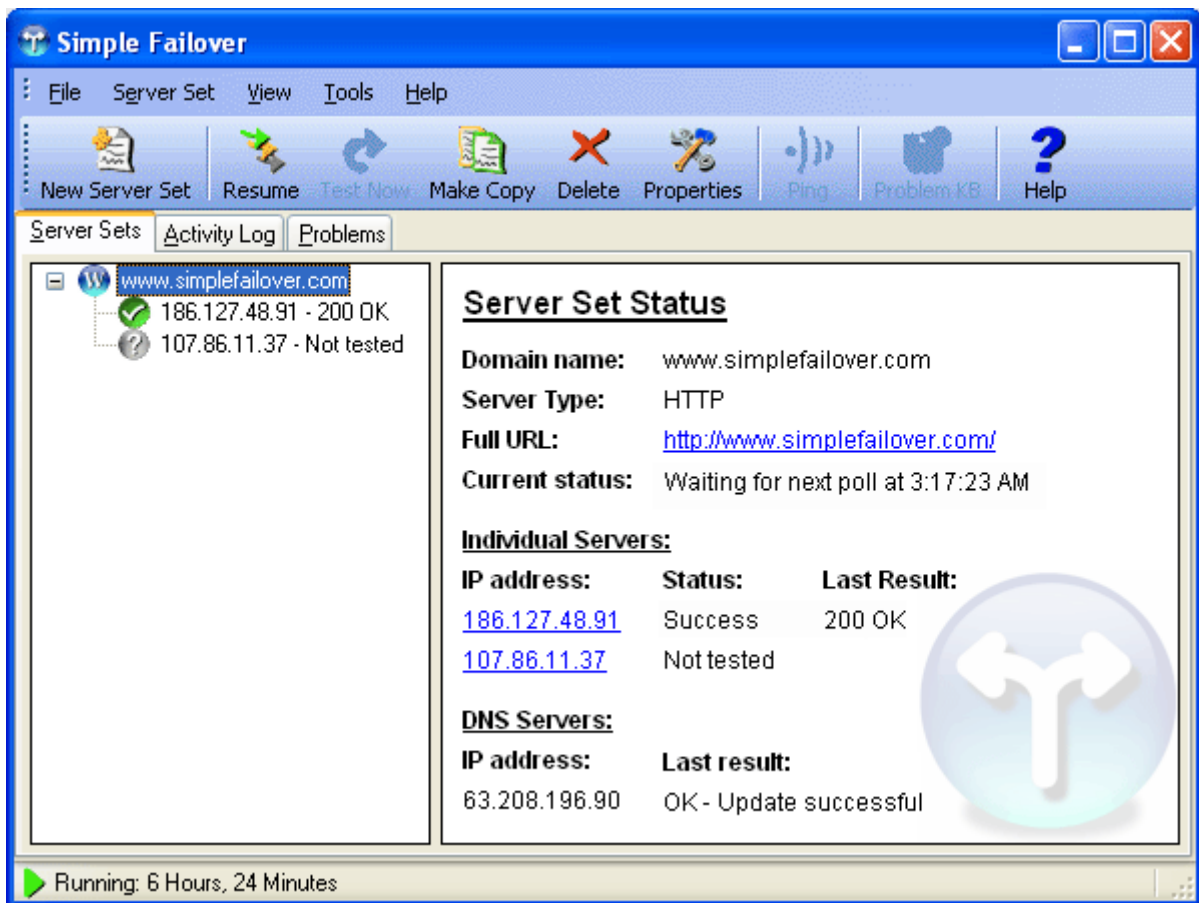 Simple Failover
File Server Set View Tools Help
New Server Set Resume Test Now Make Copy Delete Properties Ping Problem KB Help
Server Sets Activity Log Problems
www.simplefailover.com
186.127.48.91 - 200 OK
107.86.11.37 - Not tested
Server Set Status
Domain name: www.simplefailover.com
Server Type: HTTP
Full URL: http://www.simplefailover.com/
Current status: Waiting for next poll at 3:17:23 AM
Individual Servers:
IP address: Status: Last Result:
186.127.48.91 Success 200 OK
107.86.11.37 Not tested
DNS Servers:
IP address: Last result:
63.208.196.90 OK - Update successful
Running: 6 Hours, 24 Minutes